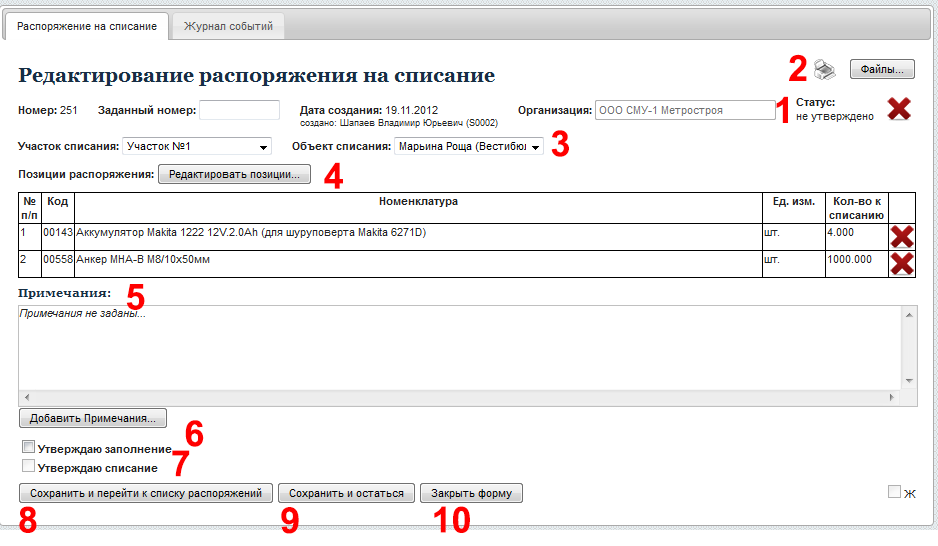 Распоряжение на списание Журнал событий
Редактирование распоряжения на списание 2 Файлы...
Номер: 251 Заданный номер: Дата создания: 19.11.2012 Организация: ООО СМУ-1 Метростроя 1 Статус:
создано: Шапаев Владимир Юрьевич (S0002) не утверждено
Участок списания: Участок №1 Объект списания: Марьина Роща (Вестибюл 3
Позиции распоряжения: Редактировать позиции... 4
№ п/п Код Номенклатура Ед. изм. Кол-во к списанию
1 00143 Аккумулятор Makita 1222 12V.2.0Ah (для шуруповерта Makita 6271D) шт. 4.000
2 00558 Анкер МНА-В М8/10х50мм шт. 1000.000
Примечания: 5
Примечания не заданы...
Добавить Примечания...
6
Утверждаю заполнение
7
Утверждаю списание
Сохранить и перейти к списку распоряжений Сохранить и остаться Закрыть форму Ж
8 9 10